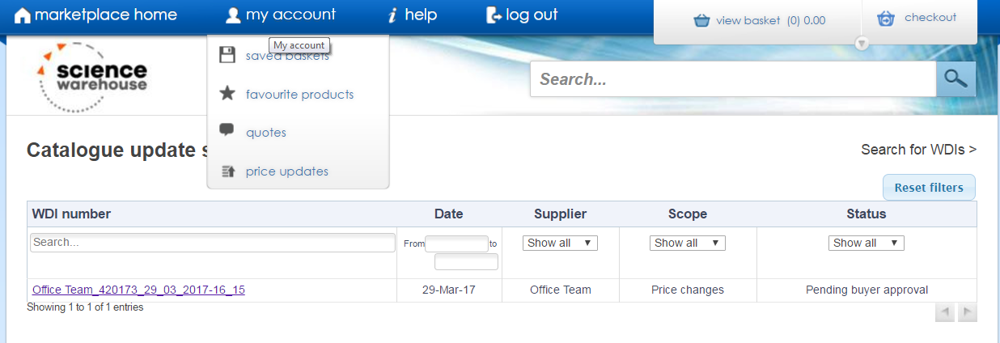 marketplace home my account help log out view basket (0) 0.00 checkout
My account
saved baskets
science
warehouse
Search...
favourite products
quotes
Catalogue update s
Search for WDIs >
price updates
Reset filters
WDI number Date Supplier Scope Status
Search... From to Show all Show all Show all
Office Team_420173_29_03_2017-16_15 29-Mar-17 Office Team Price changes Pending buyer approval
Showing 1 to 1 of 1 entries